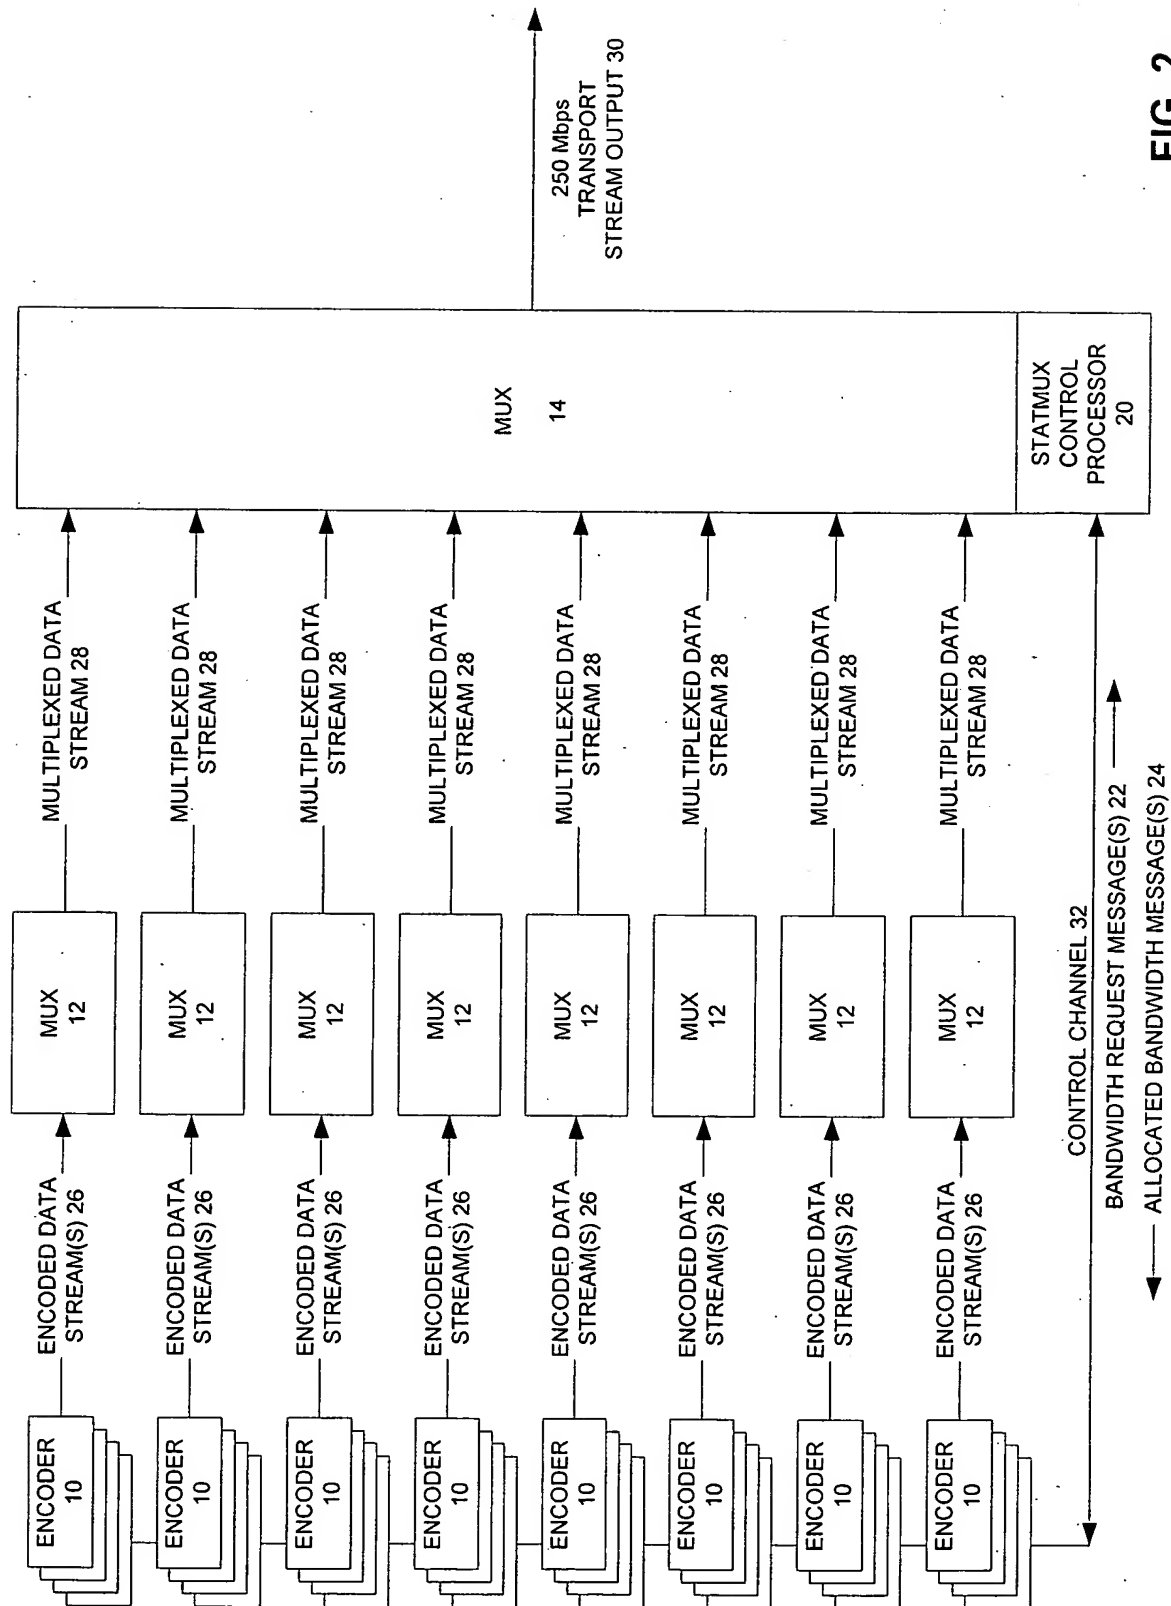 ENCODER
10
ENCODED DATA
STREAM(S) 26
MUX
12
MULTIPLEXED DATA
STREAM 28
ENCODER
10
ENCODED DATA
STREAM(S) 26
MUX
12
MULTIPLEXED DATA
STREAM 28
ENCODER
10
ENCODED DATA
STREAM(S) 26
MUX
12
MULTIPLEXED DATA
STREAM 28
ENCODER
10
ENCODED DATA
STREAM(S) 26
MUX
12
MULTIPLEXED DATA
STREAM 28
ENCODER
10
ENCODED DATA
STREAM(S) 26
MUX
12
MULTIPLEXED DATA
STREAM 28
ENCODER
10
ENCODED DATA
STREAM(S) 26
MUX
12
MULTIPLEXED DATA
STREAM 28
ENCODER
10
ENCODED DATA
STREAM(S) 26
MUX
12
MULTIPLEXED DATA
STREAM 28
ENCODER
10
ENCODED DATA
STREAM(S) 26
MUX
12
MULTIPLEXED DATA
STREAM 28
MUX
14
250 Mbps
TRANSPORT
STREAM OUTPUT 30
STATMUX
CONTROL
PROCESSOR
20
CONTROL CHANNEL 32
BANDWIDTH REQUEST MESSAGE(S) 22
ALLOCATED BANDWIDTH MESSAGE(S) 24
FIG. 2